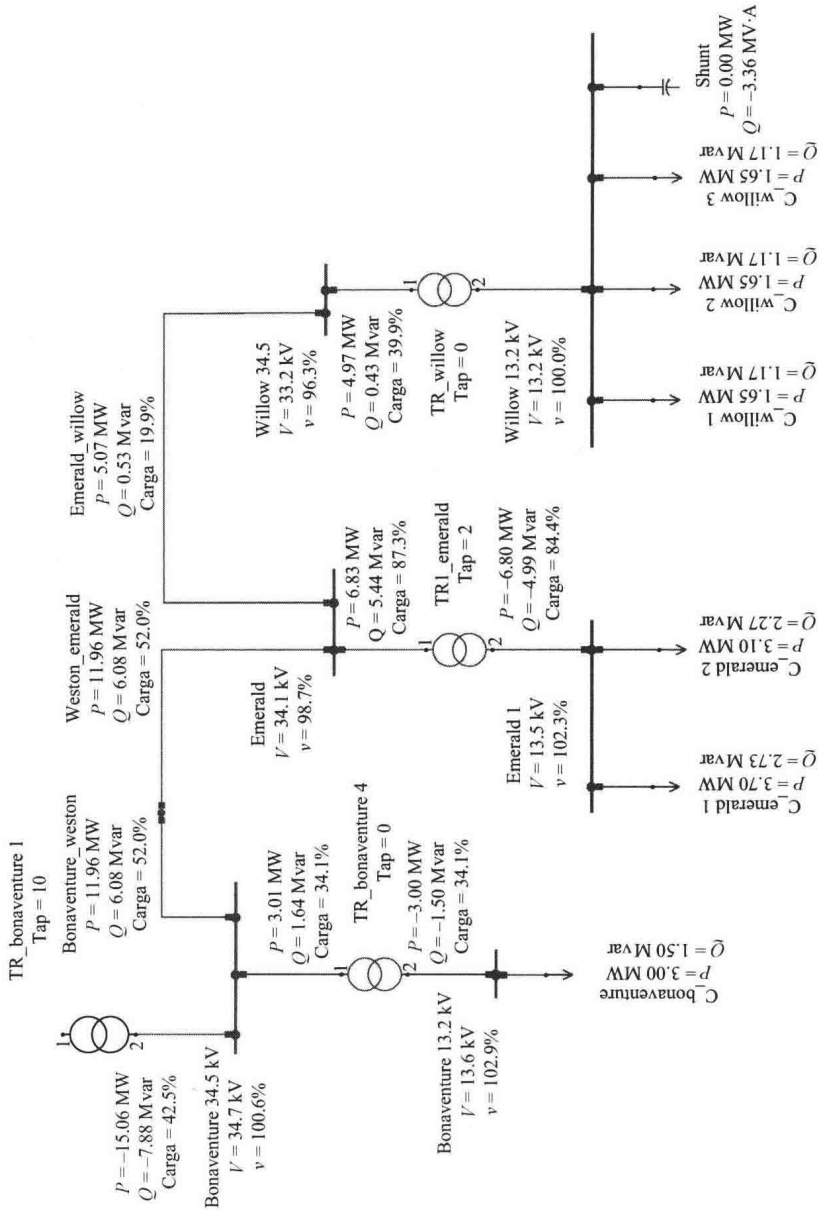 TR_bonaventure 1
Tap = 10
P = −15.06 MW
Q = −7.88 Mvar
Carga = 42.5%
1
2
Bonaventure 34.5 kV
V = 34.7 kV
v = 100.6%
Bonaventure_weston
P = 11.96 MW
Q = 6.08 Mvar
Carga = 52.0%
P = 3.01 MW
Q = 1.64 Mvar
Carga = 34.1%
1
2
TR_bonaventure 4
Tap = 0
P = −3.00 MW
Q = −1.50 Mvar
Carga = 34.1%
Bonaventure 13.2 kV
V = 13.6 kV
v = 102.9%
C_bonaventure
P = 3.00 MW
Q = 1.50 Mvar
Weston_emerald
P = 11.96 MW
Q = 6.08 Mvar
Carga = 52.0%
Emerald
V = 34.1 kV
v = 98.7%
P = 6.83 MW
Q = 5.44 Mvar
Carga = 87.3%
1
2
TR1_emerald
Tap = 2
P = −6.80 MW
Q = −4.99 Mvar
Carga = 84.4%
Emerald 1
V = 13.5 kV
v = 102.3%
C_emerald 1
P = 3.70 MW
Q = 2.73 Mvar
C_emerald 2
P = 3.10 MW
Q = 2.27 Mvar
Emerald_willow
P = 5.07 MW
Q = 0.53 Mvar
Carga = 19.9%
Willow 34.5
V = 33.2 kV
v = 96.3%
P = 4.97 MW
Q = 0.43 Mvar
Carga = 39.9%
1
2
TR_willow
Tap = 0
Willow 13.2 kV
V = 13.2 kV
v = 100.0%
C_willow 1
P = 1.65 MW
Q = 1.17 Mvar
C_willow 2
P = 1.65 MW
Q = 1.17 Mvar
C_willow 3
P = 1.65 MW
Q = 1.17 Mvar
Shunt
P = 0.00 MW
Q = −3.36 MV·A